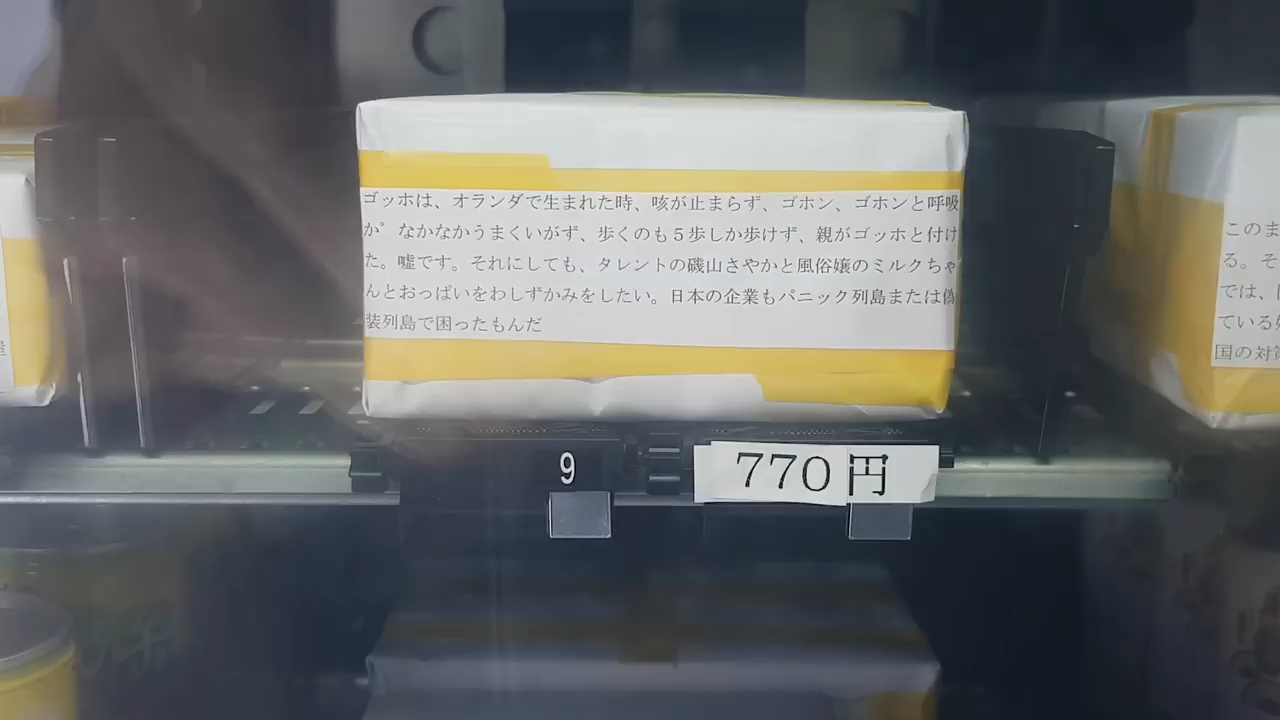 ゴッホは、オランダで生まれた時、咳が止まらず、ゴホン、ゴホンと呼吸
か゜なかなかうまくいがず、歩くのも５歩しか歩けず、親がゴッホと付け
た。嘘です。それにしても、タレントの磯山さやかと風俗嬢のミルクちゃ
んとおっぱいをわしずかみをしたい。日本の企業もパニック列島または偽
装列島で困ったもんだ
このま
る。そ
では、
ている
国の対
9
770円